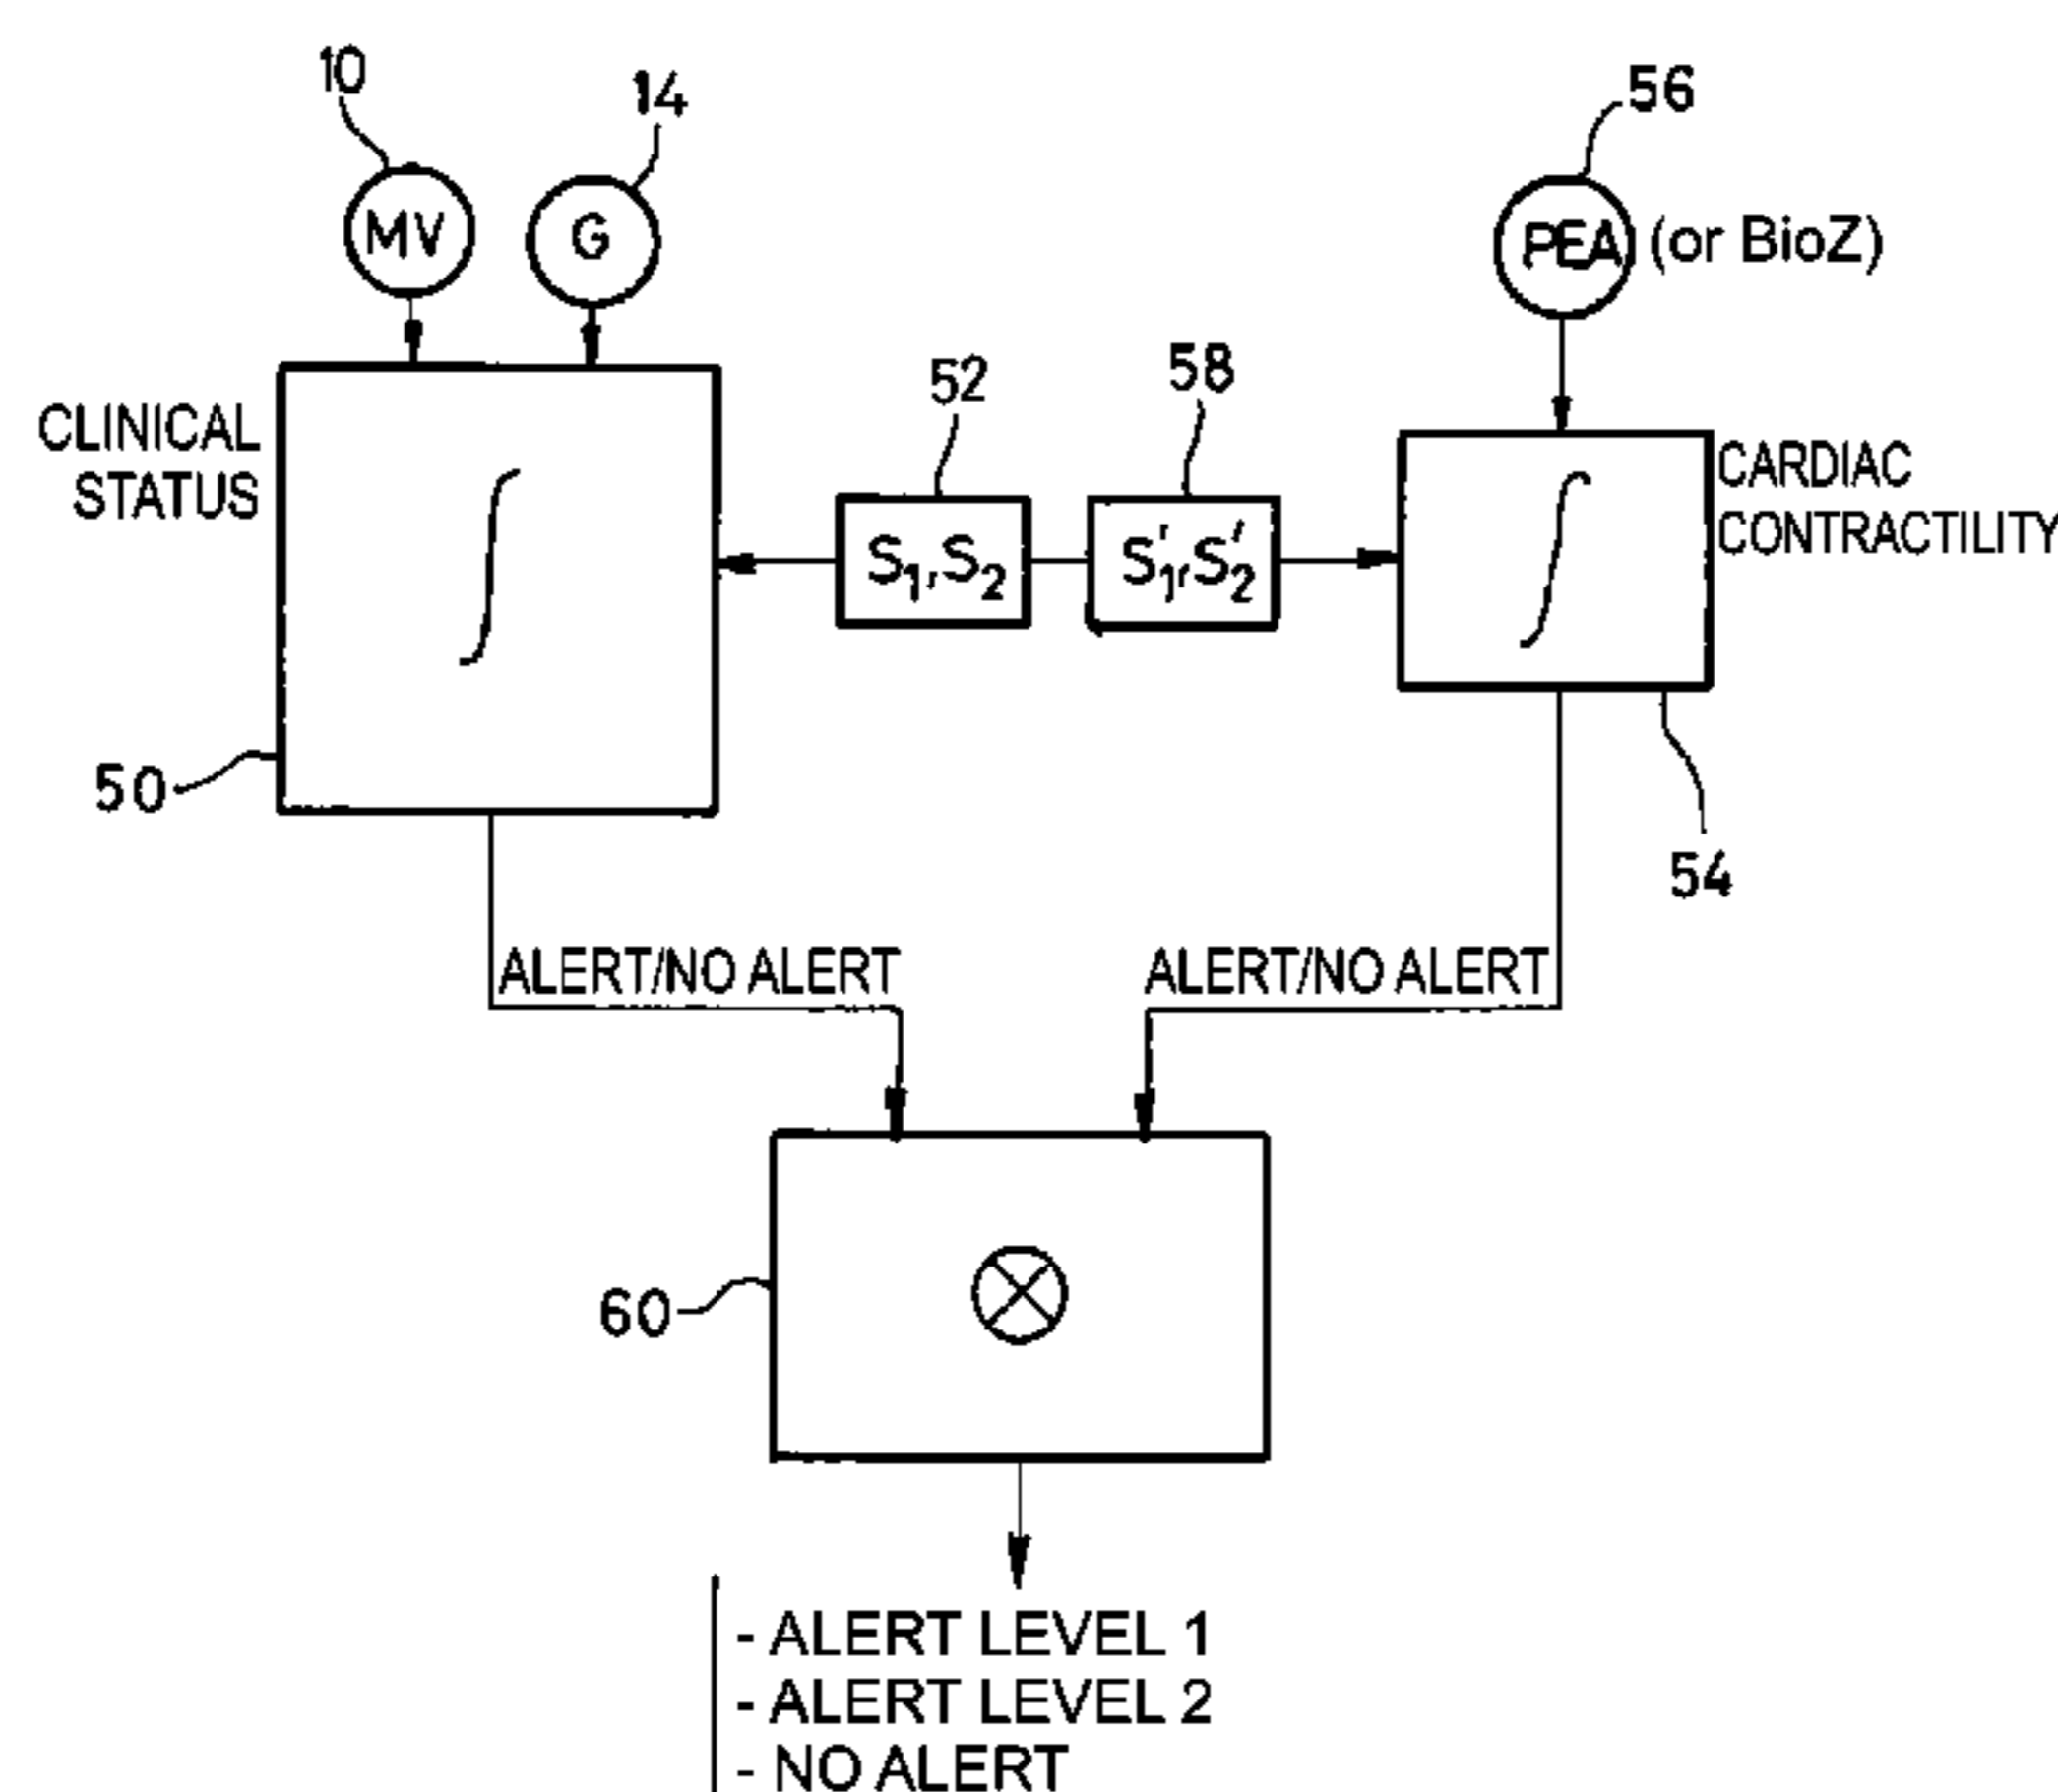 10
14
56
MV
G
PEA (or BioZ)
52
58
CLINICAL
STATUS
S1, S2
S'1, S'2
CARDIAC
CONTRACTILITY
50
54
ALERT/NO ALERT
ALERT/NO ALERT
60
- ALERT LEVEL 1
- ALERT LEVEL 2
- NO ALERT